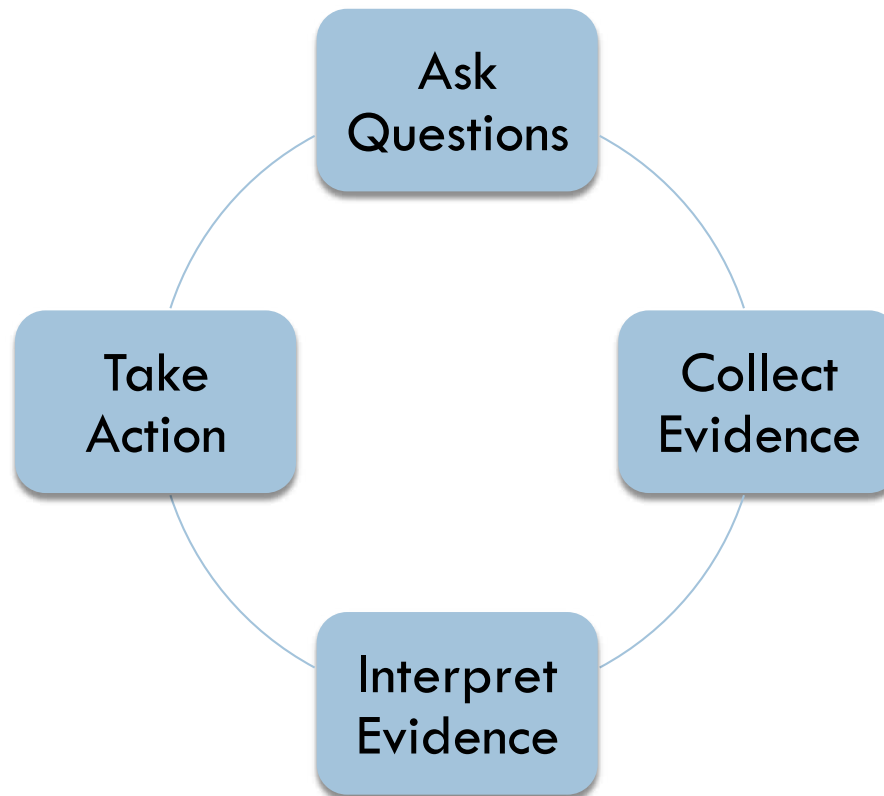 Ask
Questions
Collect
Evidence
Interpret
Evidence
Take
Action